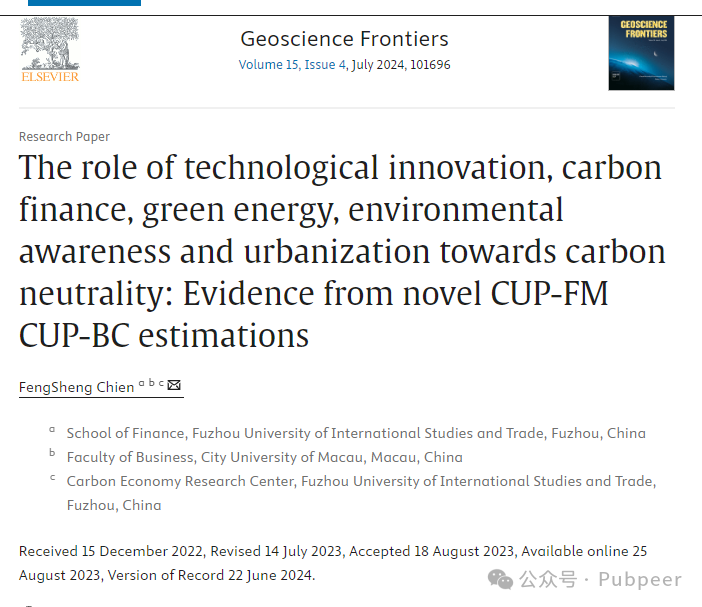 Geoscience Frontiers
Volume 15, Issue 4, July 2024, 101696
ELSEVIER
GEOSCIENCE
FRONTIERS
Research Paper
The role of technological innovation, carbon
finance, green energy, environmental
awareness and urbanization towards carbon
neutrality: Evidence from novel CUP-FM
CUP-BC estimations
FengSheng Chien a b c
a School of Finance, Fuzhou University of International Studies and Trade, Fuzhou, China
b Faculty of Business, City University of Macau, Macau, China
c Carbon Economy Research Center, Fuzhou University of International Studies and Trade,
Fuzhou, China
Received 15 December 2022, Revised 14 July 2023, Accepted 18 August 2023, Available online 25
August 2023, Version of Record 22 June 2024.
公众号 · Pubpeer